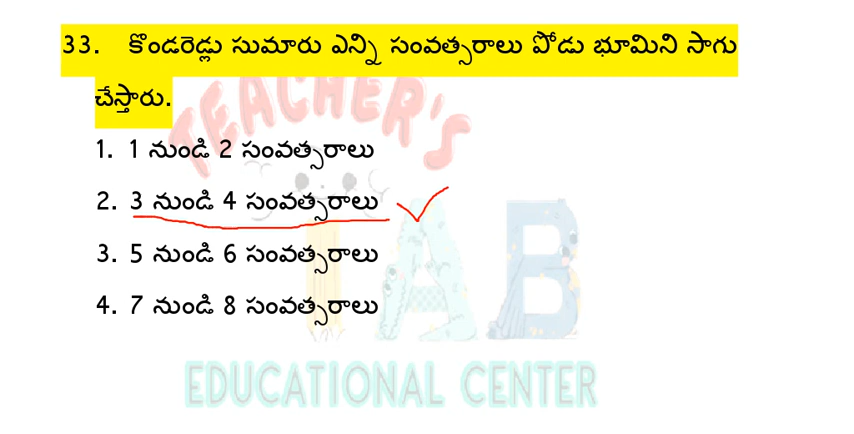 33. కొండరెడ్లు సుమారు ఎన్ని సంవత్సరాలు పోడు భూమిని సాగు
చేస్తారు.
TEACHER'S
1. 1 నుండి 2 సంవత్సరాలు
2. 3 నుండి 4 సంవత్సరాలు
3. 5 నుండి 6 సంవత్సరాలు
4. 7 నుండి 8 సంవత్సరాలు
EDUCATIONAL CENTER